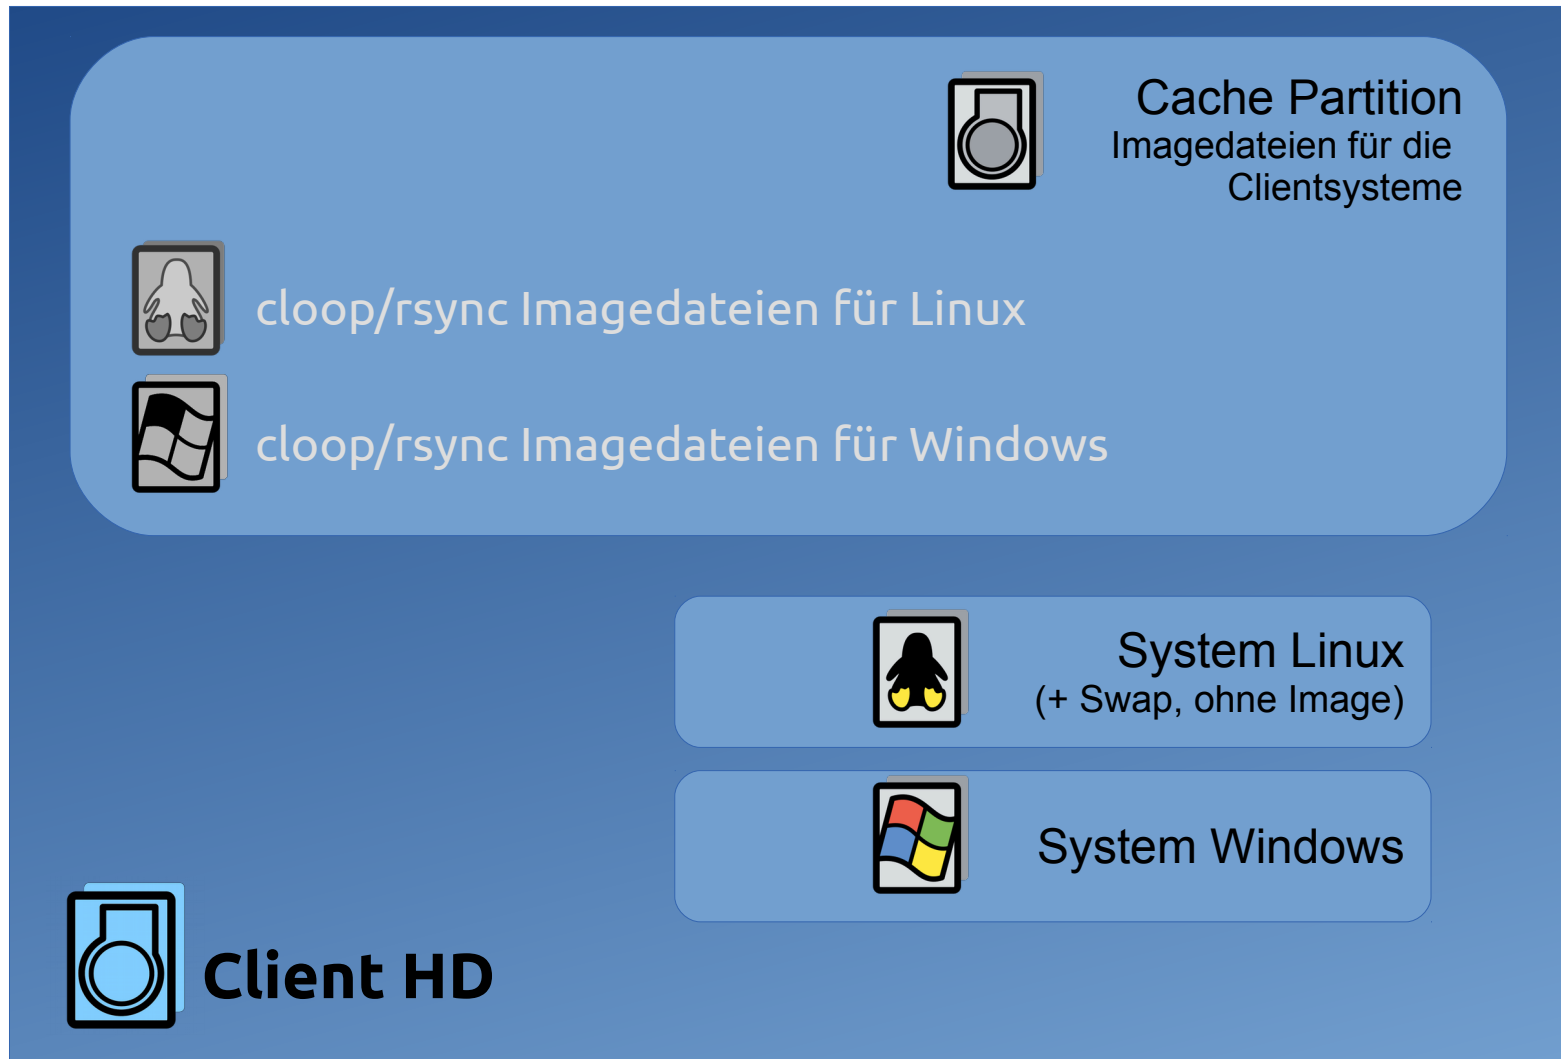 Cache Partition
Imagedateien für die
Clientsysteme
cloop/rsync Imagedateien für Linux
cloop/rsync Imagedateien für Windows
System Linux
(+ Swap, ohne Image)
System Windows
Client HD